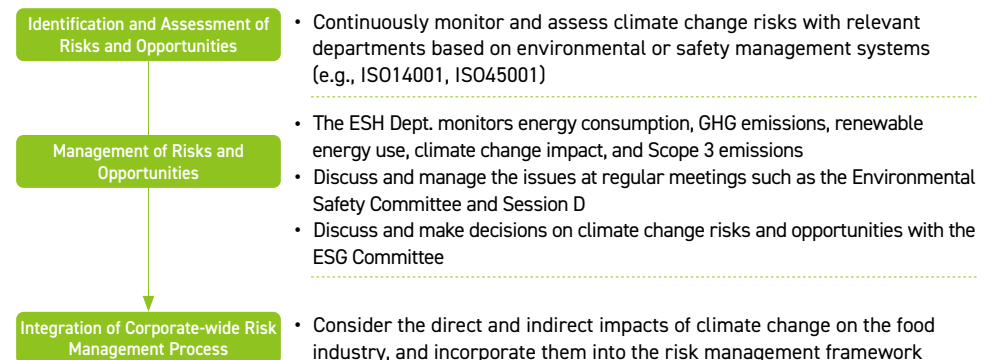 Identification and Assessment of
Risks and Opportunities
• Continuously monitor and assess climate change risks with relevant
departments based on environmental or safety management systems
(e.g., ISO14001, ISO45001)
Management of Risks and
Opportunities
• The ESH Dept. monitors energy consumption, GHG emissions, renewable
energy use, climate change impact, and Scope 3 emissions
• Discuss and manage the issues at regular meetings such as the Environmental
Safety Committee and Session D
• Discuss and make decisions on climate change risks and opportunities with the
ESG Committee
Integration of Corporate-wide Risk
Management Process
• Consider the direct and indirect impacts of climate change on the food
industry, and incorporate them into the risk management framework